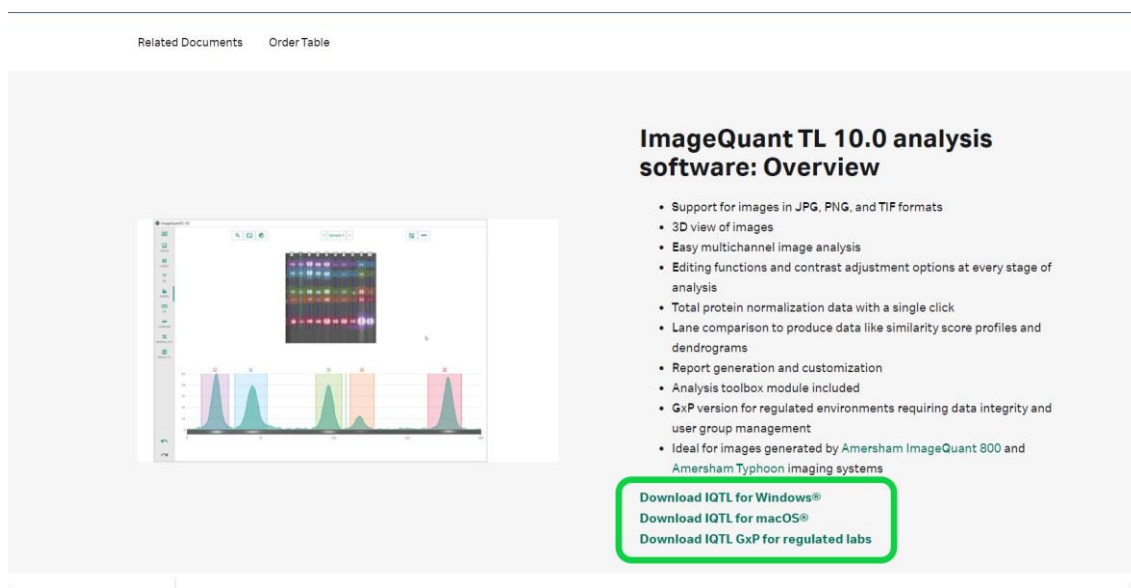 Related Documents Order Table
ImageQuant TL 10.0 analysis
software: Overview
• Support for images in JPG, PNG, and TIF formats
• 3D view of images
• Easy multichannel image analysis
• Editing functions and contrast adjustment options at every stage of
analysis
• Total protein normalization data with a single click
• Lane comparison to produce data like similarity score profiles and
dendrograms
• Report generation and customization
• Analysis toolbox module included
• GxP version for regulated environments requiring data integrity and
user group management
• Ideal for images generated by Amersham ImageQuant 800 and
Amersham Typhoon imaging systems
Download IQTL for Windows®
Download IQTL for macOS®
Download IQTL GxP for regulated labs